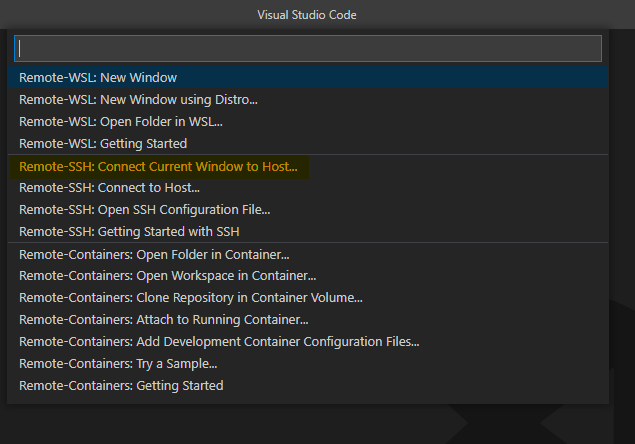 Visual Studio Code
Remote-WSL: New Window
Remote-WSL: New Window using Distro...
Remote-WSL: Open Folder in WSL...
Remote-WSL: Getting Started
Remote-SSH: Connect Current Window to Host...
Remote-SSH: Connect to Host...
Remote-SSH: Open SSH Configuration File...
Remote-SSH: Getting Started with SSH
Remote-Containers: Open Folder in Container...
Remote-Containers: Open Workspace in Container...
Remote-Containers: Clone Repository in Container Volume...
Remote-Containers: Attach to Running Container...
Remote-Containers: Add Development Container Configuration Files...
Remote-Containers: Try a Sample...
Remote-Containers: Getting Started